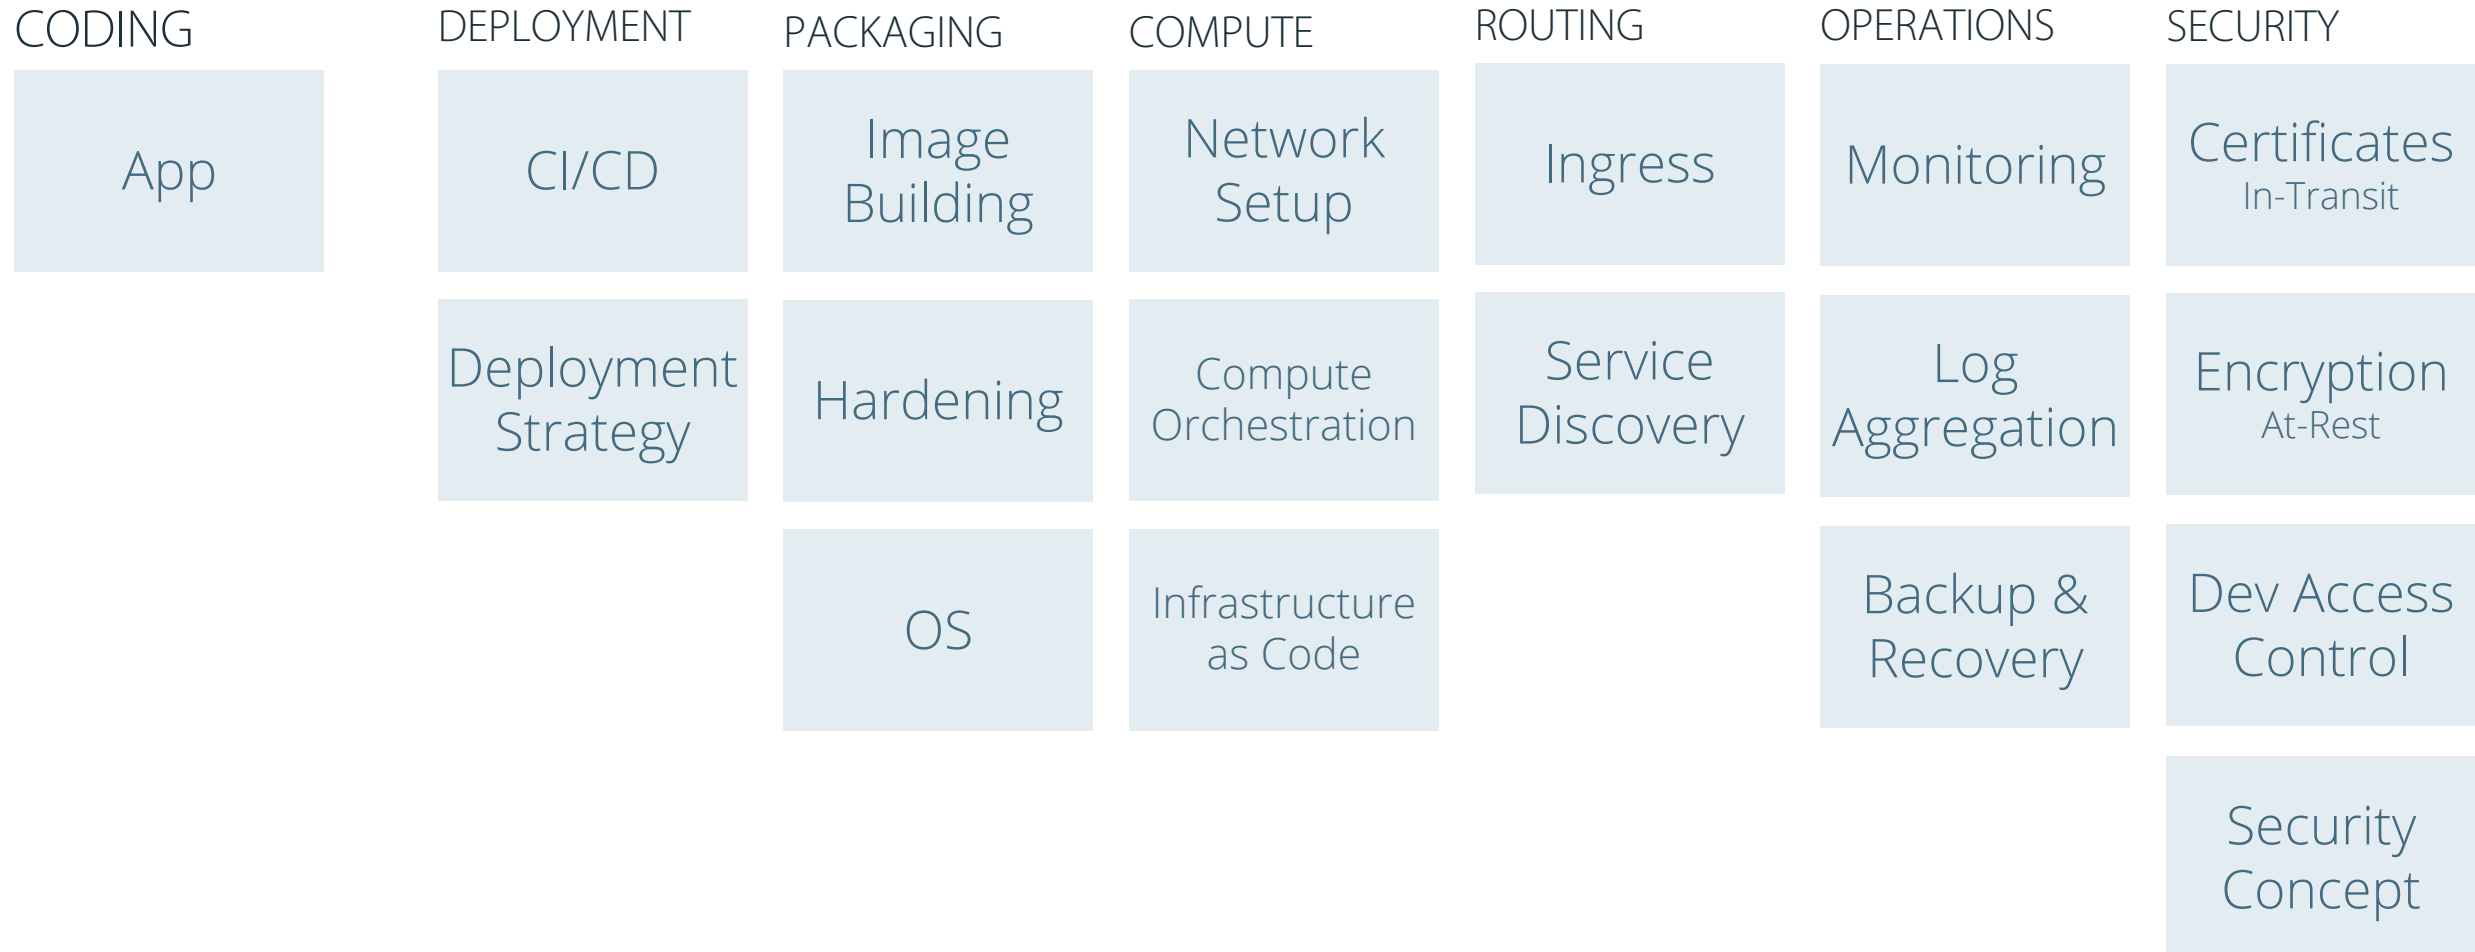 CODING
App
DEPLOYMENT
CI/CD
Deployment
Strategy
PACKAGING
Image
Building
Hardening
OS
COMPUTE
Network
Setup
Compute
Orchestration
Infrastructure
as Code
ROUTING
Ingress
Service
Discovery
OPERATIONS
Monitoring
Log
Aggregation
Backup &
Recovery
SECURITY
Certificates
In-Transit
Encryption
At-Rest
Dev Access
Control
Security
Concept